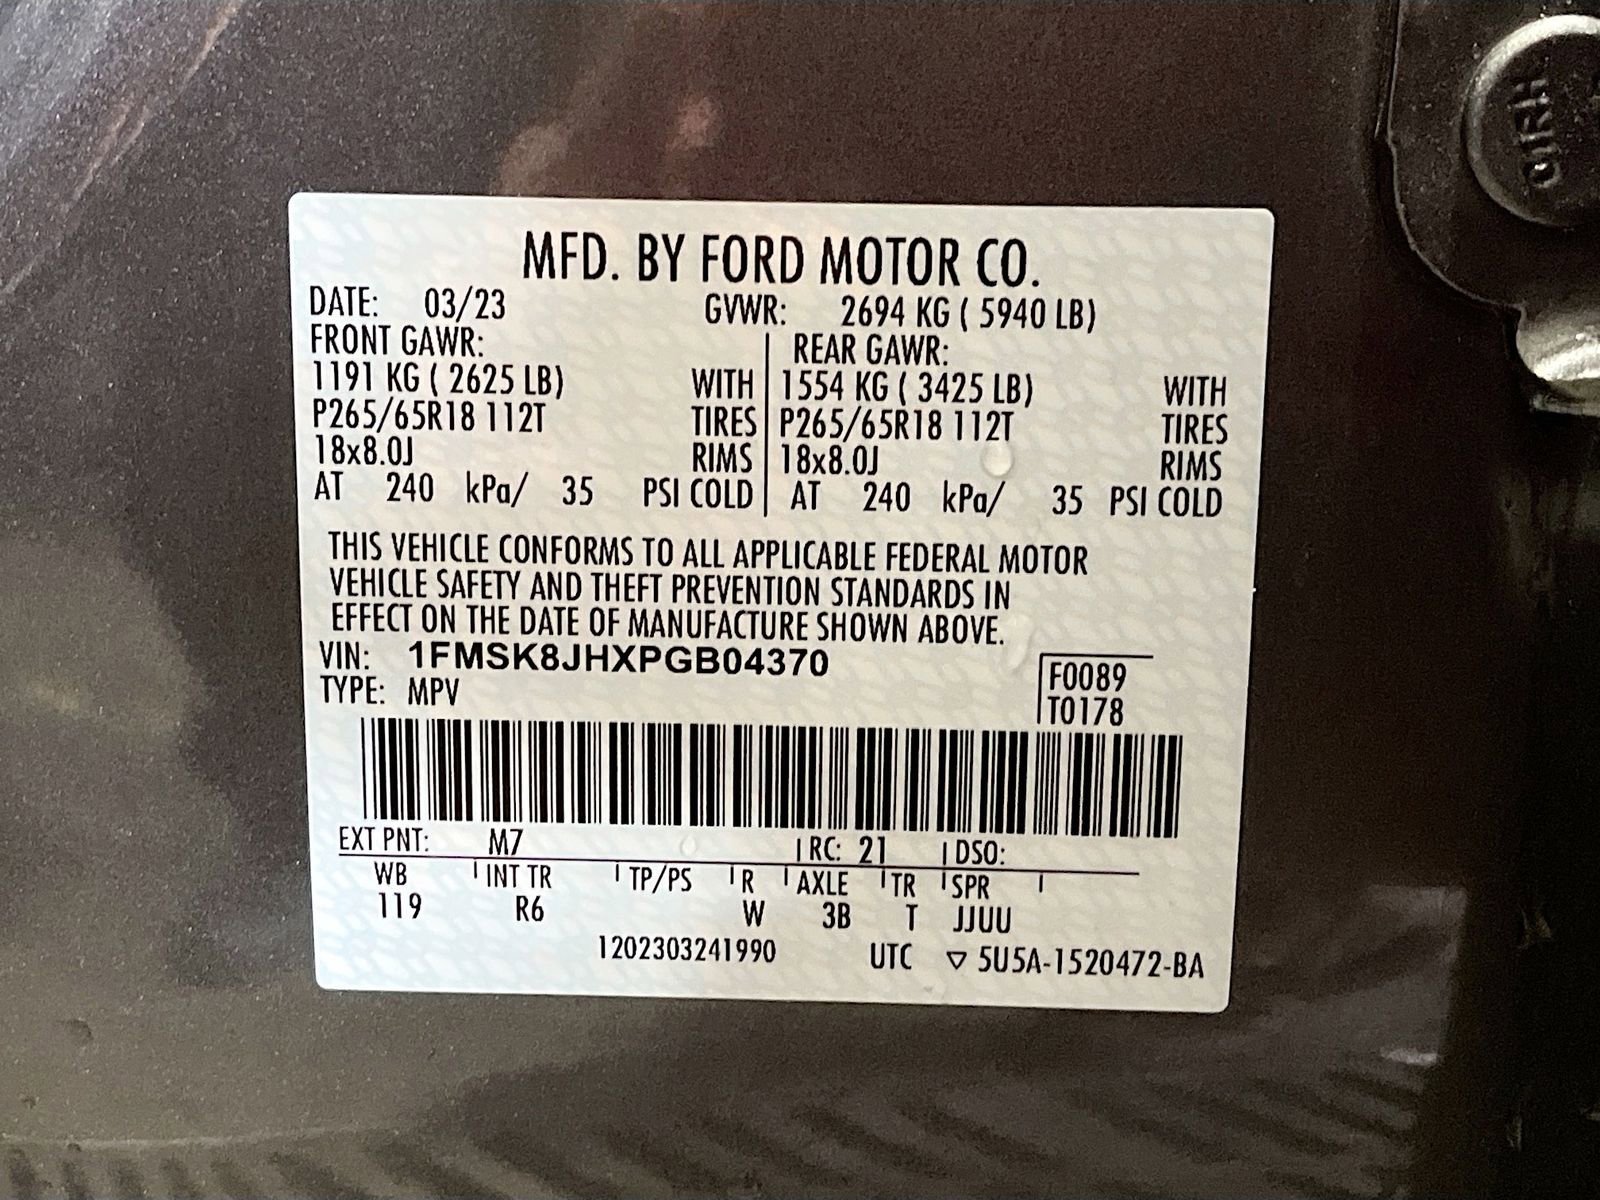 MFD. BY FORD MOTOR CO.
DATE: 03/23 GVWR: 2694 KG ( 5940 LB)
FRONT GAWR: REAR GAWR:
1191 KG ( 2625 LB) WITH 1554 KG ( 3425 LB) WITH
P265/65R18 112T TIRES P265/65R18 112T TIRES
18x8.0J RIMS 18x8.0J RIMS
AT 240 kPa/ 35 PSI COLD AT 240 kPa/ 35 PSI COLD
THIS VEHICLE CONFORMS TO ALL APPLICABLE FEDERAL MOTOR
VEHICLE SAFETY AND THEFT PREVENTION STANDARDS IN
EFFECT ON THE DATE OF MANUFACTURE SHOWN ABOVE.
VIN: 1FMSK8JHXPGB04370
F0089
TYPE: MPV
T0178
EXT PNT: M7 RC: 21 DSO:
WB INT TR TP/PS R AXLE TR SPR
119 R6 W 3B T JJUU
1202303241990 UTC ▽ 5U5A-1520472-BA